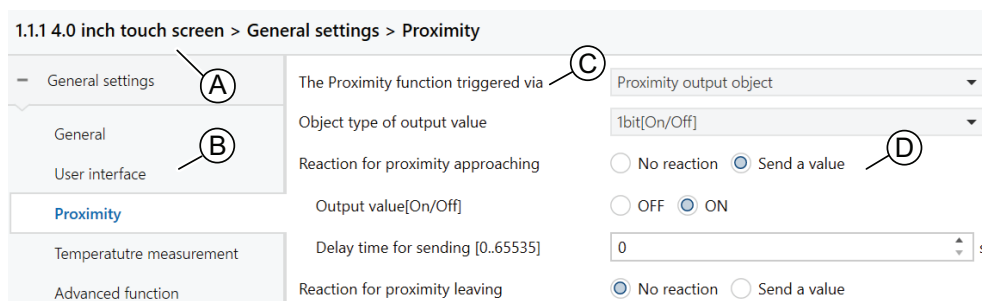 1.1.1 4.0 inch touch screen > General settings > Proximity
A
− General settings
B
General
User interface
Proximity
Temperatutre measurement
Advanced function
C
The Proximity function triggered via Proximity output object
Object type of output value 1bit[On/Off]
D
Reaction for proximity approaching No reaction Send a value
Output value[On/Off] OFF ON
Delay time for sending [0..65535] 0 s
Reaction for proximity leaving No reaction Send a value